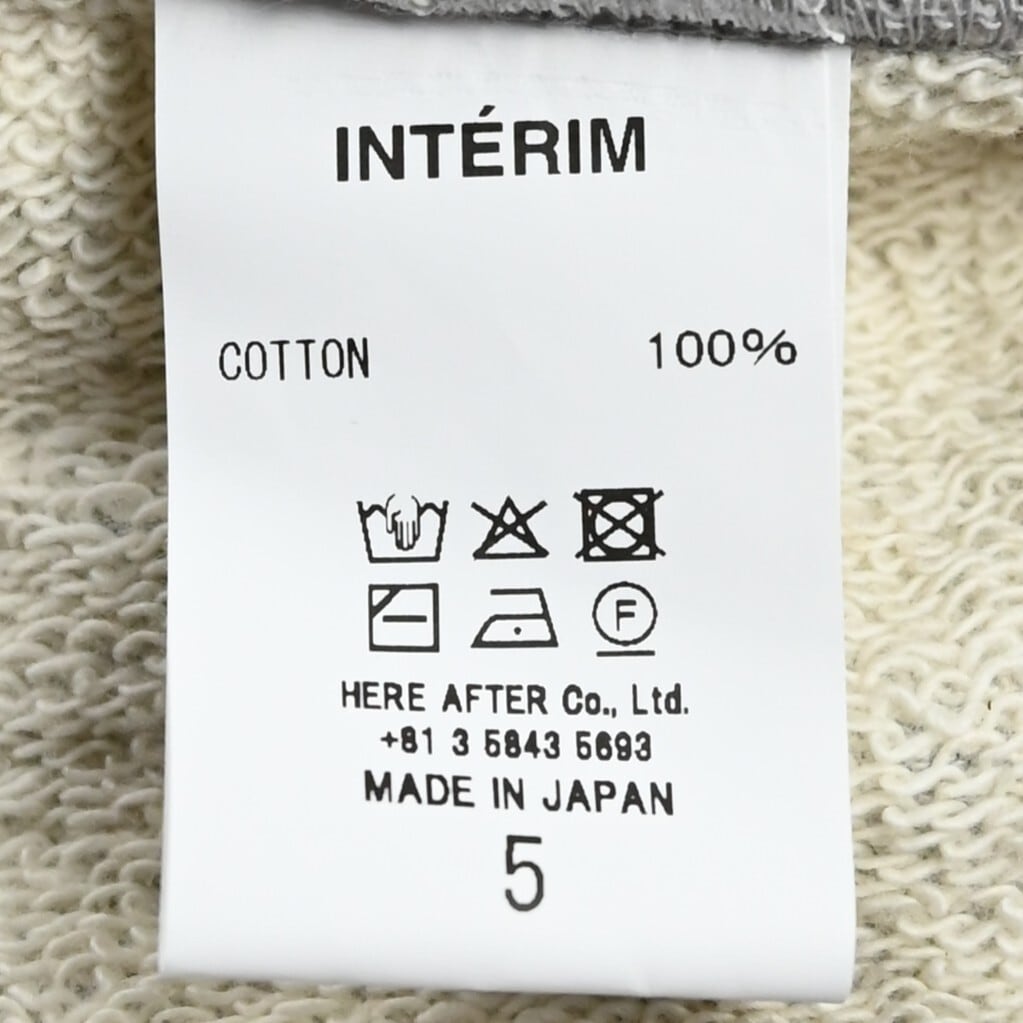 INTÉRIM
COTTON 100%
F
HERE AFTER Co., Ltd.
+81 3 5843 5693
MADE IN JAPAN
5